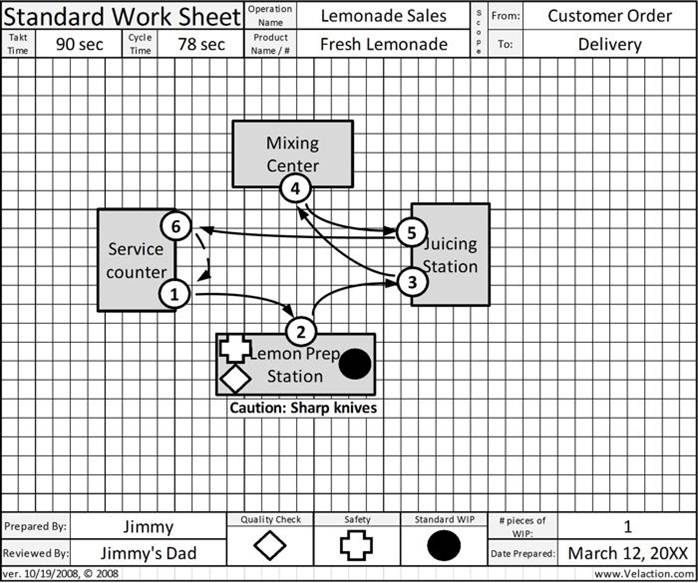 Standard Work Sheet
Operation Name
Lemonade Sales
Scope
From:
Customer Order
Takt Time
90 sec
Cycle Time
78 sec
Product Name / #
Fresh Lemonade
To:
Delivery
Mixing
Center
4
6
5
Service
counter
Juicing
Station
3
1
2
Lemon Prep
Station
Caution: Sharp knives
Prepared By:
Jimmy
Quality Check
Safety
Standard WIP
# pieces of
WIP:
1
Reviewed By:
Jimmy's Dad
Date Prepared:
March 12, 20XX
ver. 10/19/2008, © 2008
www.Velaction.com